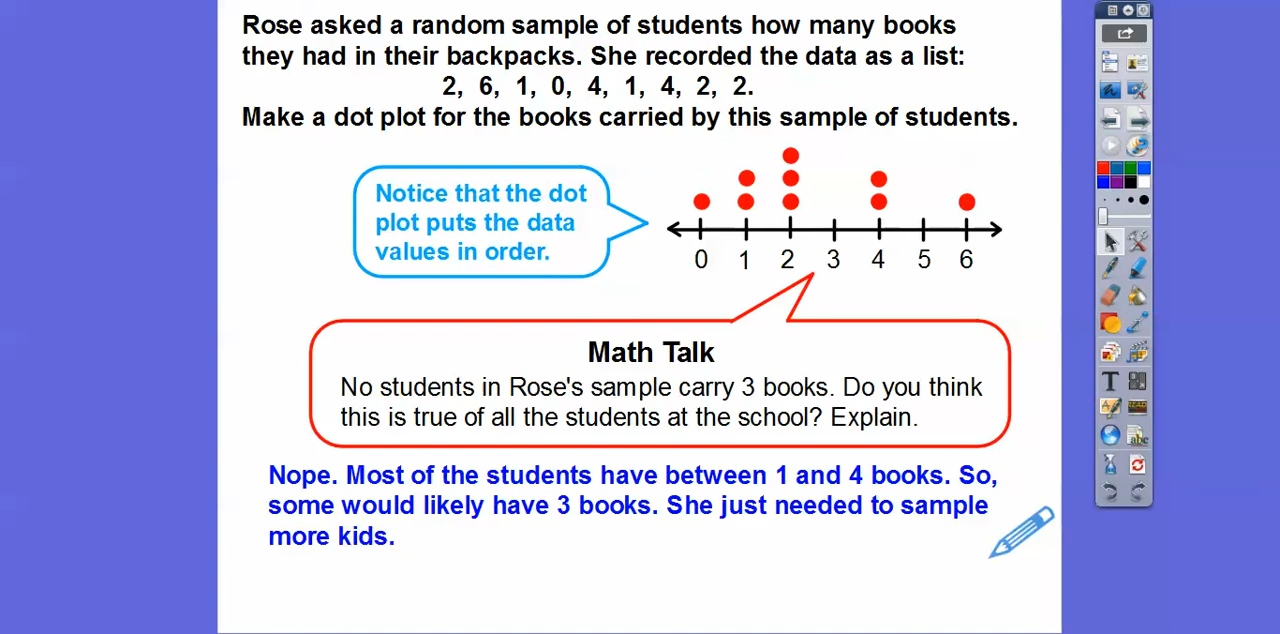 Rose asked a random sample of students how many books
they had in their backpacks. She recorded the data as a list:
2, 6, 1, 0, 4, 1, 4, 2, 2.
Make a dot plot for the books carried by this sample of students.
Notice that the dot
plot puts the data
values in order.
0 1 2 3 4 5 6
Math Talk
No students in Rose's sample carry 3 books. Do you think
this is true of all the students at the school? Explain.
Nope. Most of the students have between 1 and 4 books. So,
some would likely have 3 books. She just needed to sample
more kids.
T
abc